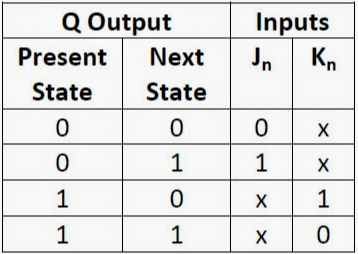 Q Output Inputs
Present State Next State Jn Kn
0 0 0 x
0 1 1 x
1 0 x 1
1 1 x 0